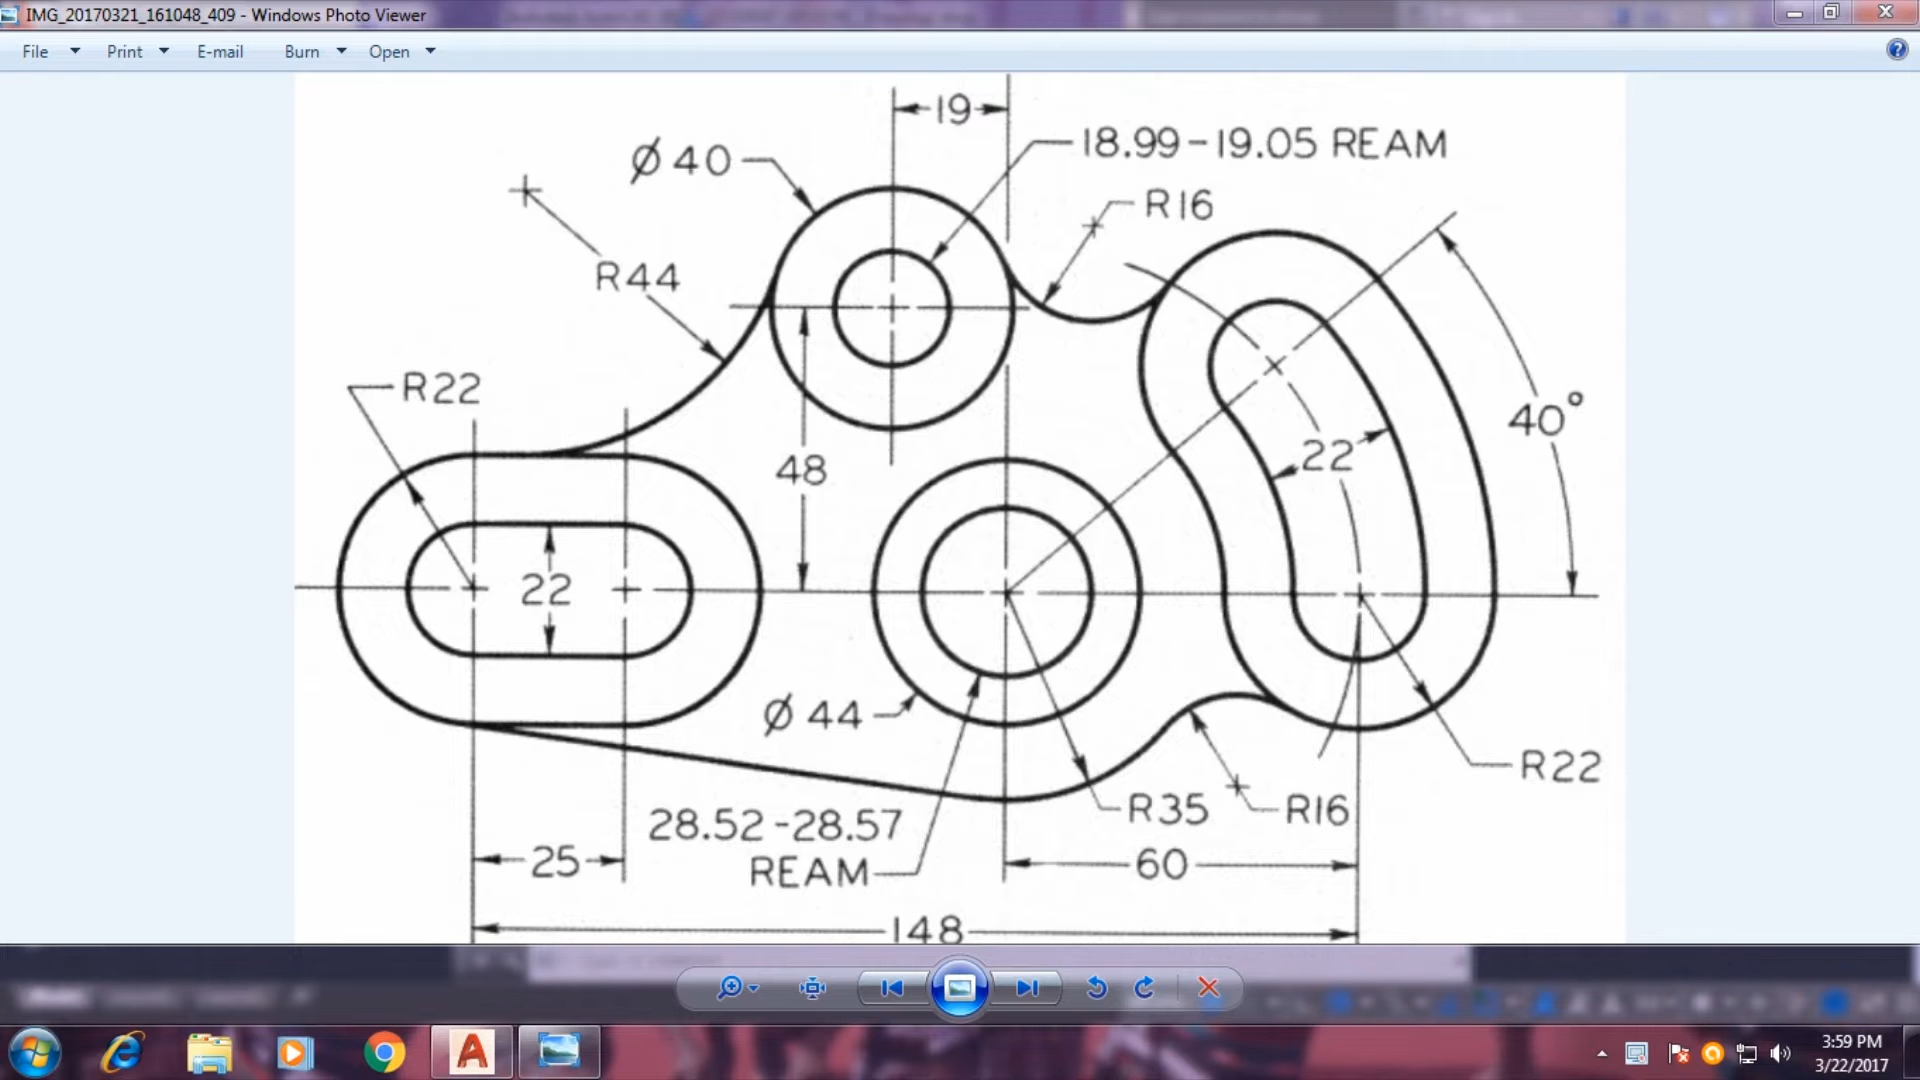 IMG_20170321_161048_409 - Windows Photo Viewer
File Print E-mail Burn Open
19
Ø 40
18.99-19.05 REAM
R16
R44
R22
40°
22
48
22
Ø 44
R22
R35
R16
28.52-28.57
REAM
25
60
148
3:59 PM
3/22/2017